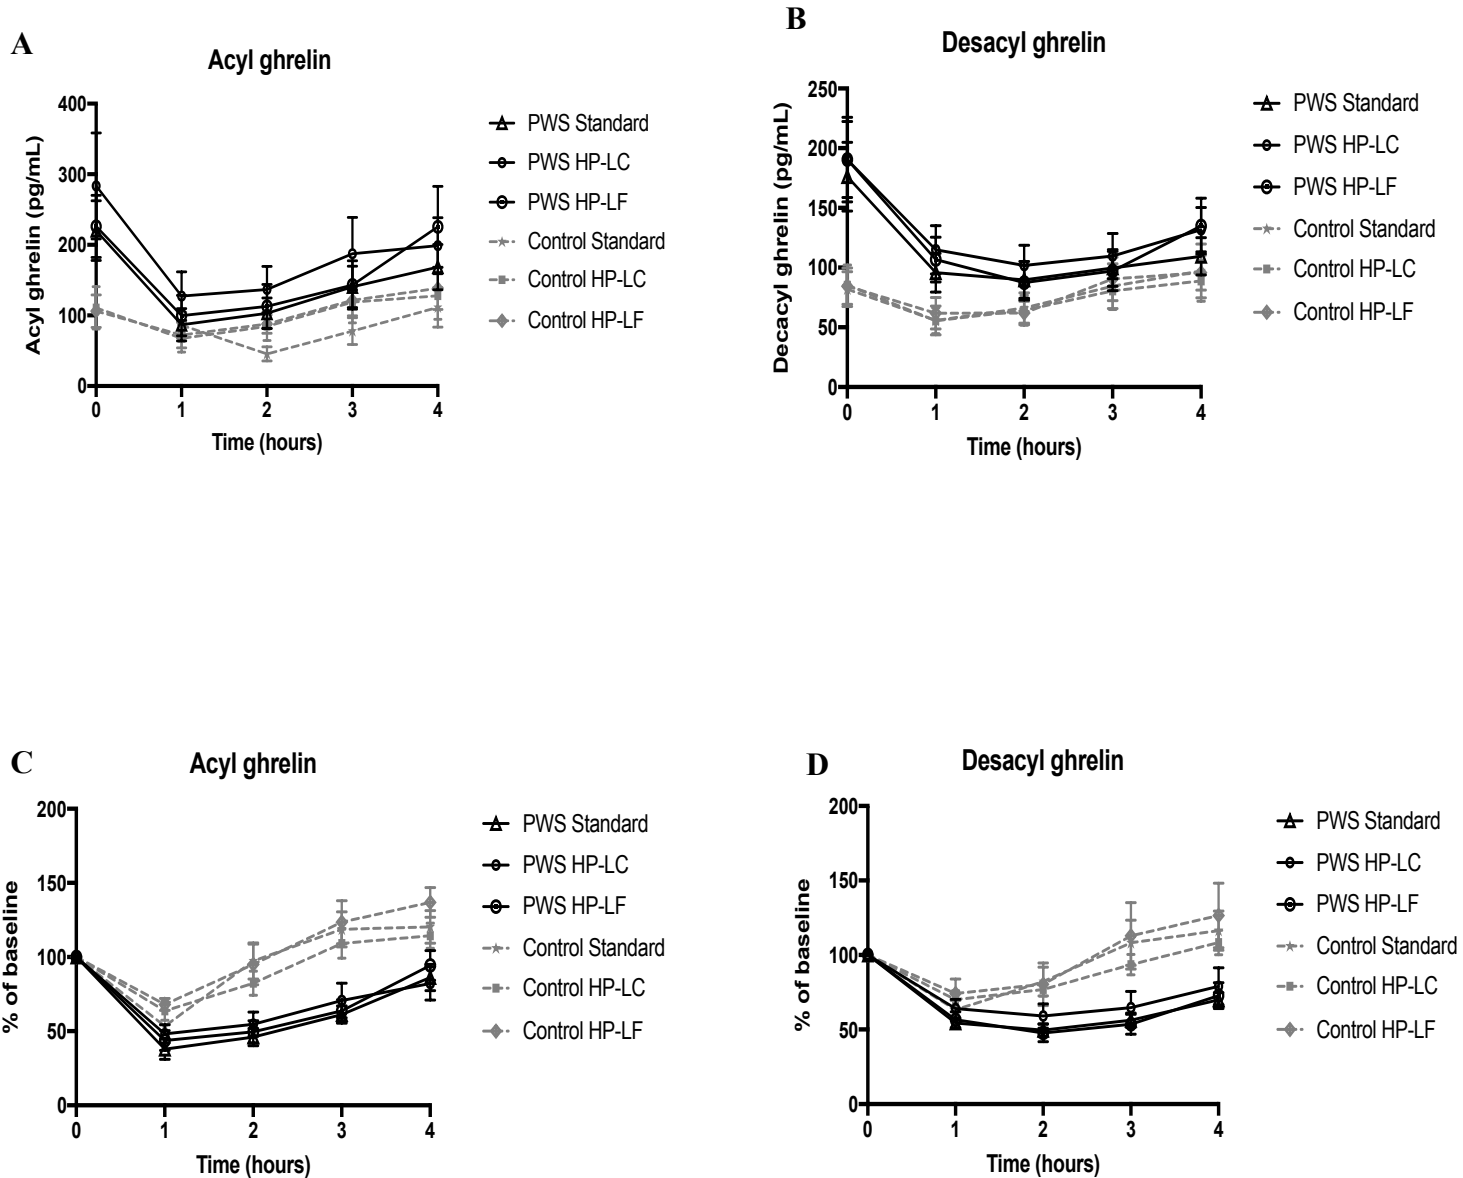 A
Acyl ghrelin
Acyl ghrelin (pg/mL)
400
300
200
100
0
0 1 2 3 4
Time (hours)
PWS Standard
PWS HP-LC
PWS HP-LF
Control Standard
Control HP-LC
Control HP-LF
B
Desacyl ghrelin
Decacyl ghrelin (pg/mL)
250
200
150
100
50
0
0 1 2 3 4
Time (hours)
PWS Standard
PWS HP-LC
PWS HP-LF
Control Standard
Control HP-LC
Control HP-LF
C
Acyl ghrelin
% of baseline
200
150
100
50
0
0 1 2 3 4
Time (hours)
PWS Standard
PWS HP-LC
PWS HP-LF
Control Standard
Control HP-LC
Control HP-LF
D
Desacyl ghrelin
% of baseline
200
150
100
50
0
0 1 2 3 4
Time (hours)
PWS Standard
PWS HP-LC
PWS HP-LF
Control Standard
Control HP-LC
Control HP-LF